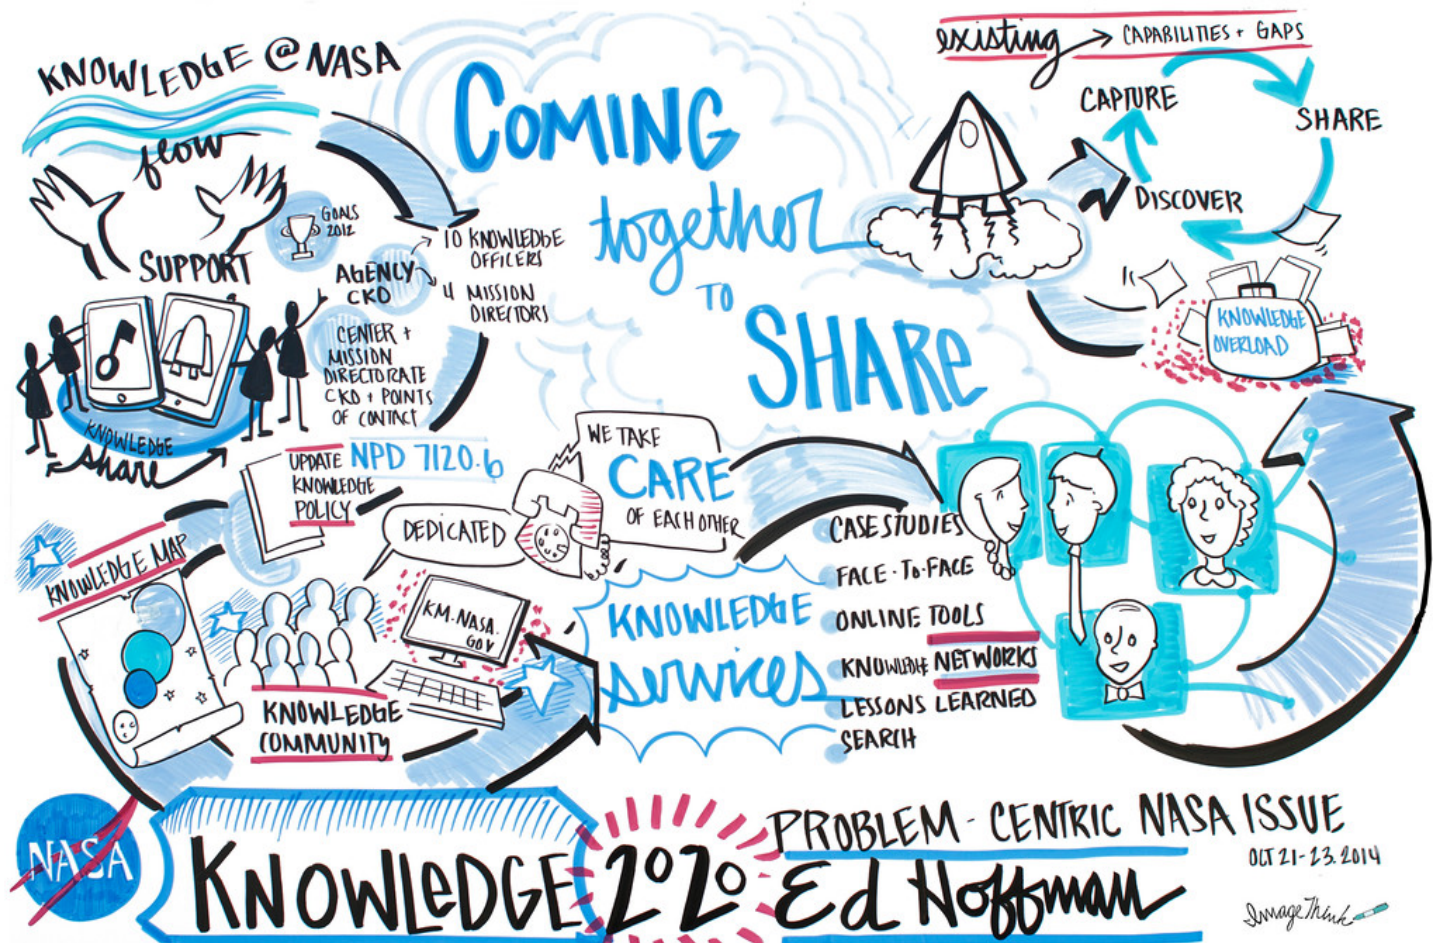 KNOWLEDGE @ NASA
flow
SUPPORT
GOALS
2012
AGENCY
CKO
10 KNOWLEDGE
OFFICERS
4 MISSION
DIRECTORS
CENTER +
MISSION
DIRECTORATE
CKO + POINTS
OF CONTACT
KNOWLEDGE
share
UPDATE NPD 7120.6
KNOWLEDGE
POLICY
KNOWLEDGE MAP
KNOWLEDGE
COMMUNITY
DEDICATED
KM.NASA.
GOV
WE TAKE
CARE
OF EACH OTHER
COMING
together
TO
SHARe
KNOWLEDGE
services
CASE STUDIES
FACE-TO-FACE
ONLINE TOOLS
KNOWLEDGE NETWORKS
LESSONS LEARNED
SEARCH
existing → CAPABILITIES + GAPS
CAPTURE
SHARE
DISCOVER
KNOWLEDGE
OVERLOAD
NASA
KNOWLeDGE 2020
PROBLEM-CENTRIC NASA ISSUE
OCT 21-23.2014
Ed Hoffman
ImageThink